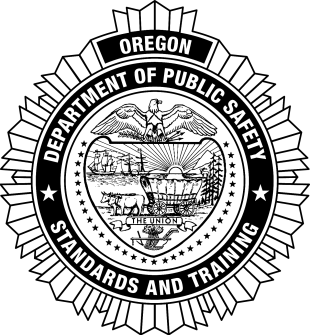 OREGON
DEPARTMENT OF PUBLIC SAFETY
THE UNION
STANDARDS AND TRAINING